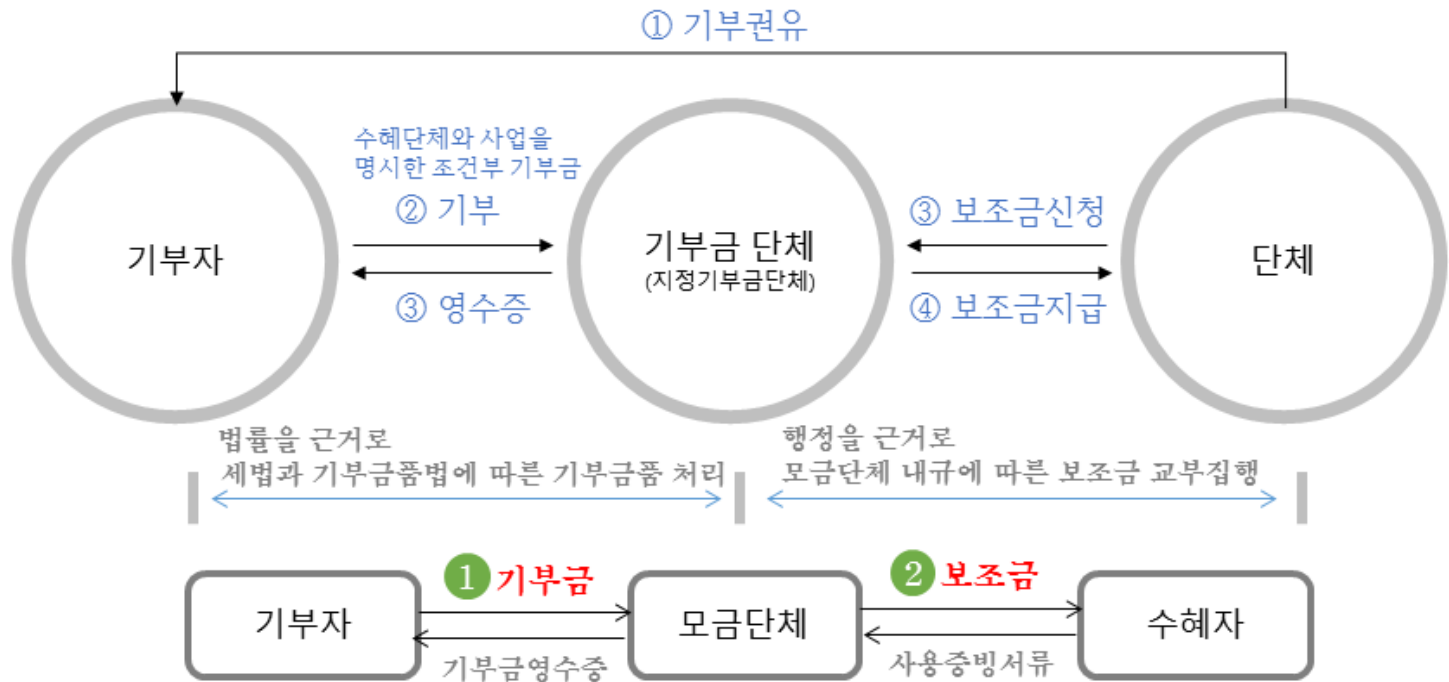 ① 기부권유
수혜단체와 사업을
명시한 조건부 기부금
② 기부
③ 보조금신청
기부자
기부금 단체
(지정기부금단체)
단체
③ 영수증
④ 보조금지급
법률을 근거로
세법과 기부금품법에 따른 기부금품 처리
행정을 근거로
모금단체 내규에 따른 보조금 교부집행
1 기부금
2 보조금
기부자
모금단체
수혜자
기부금영수증
사용증빙서류